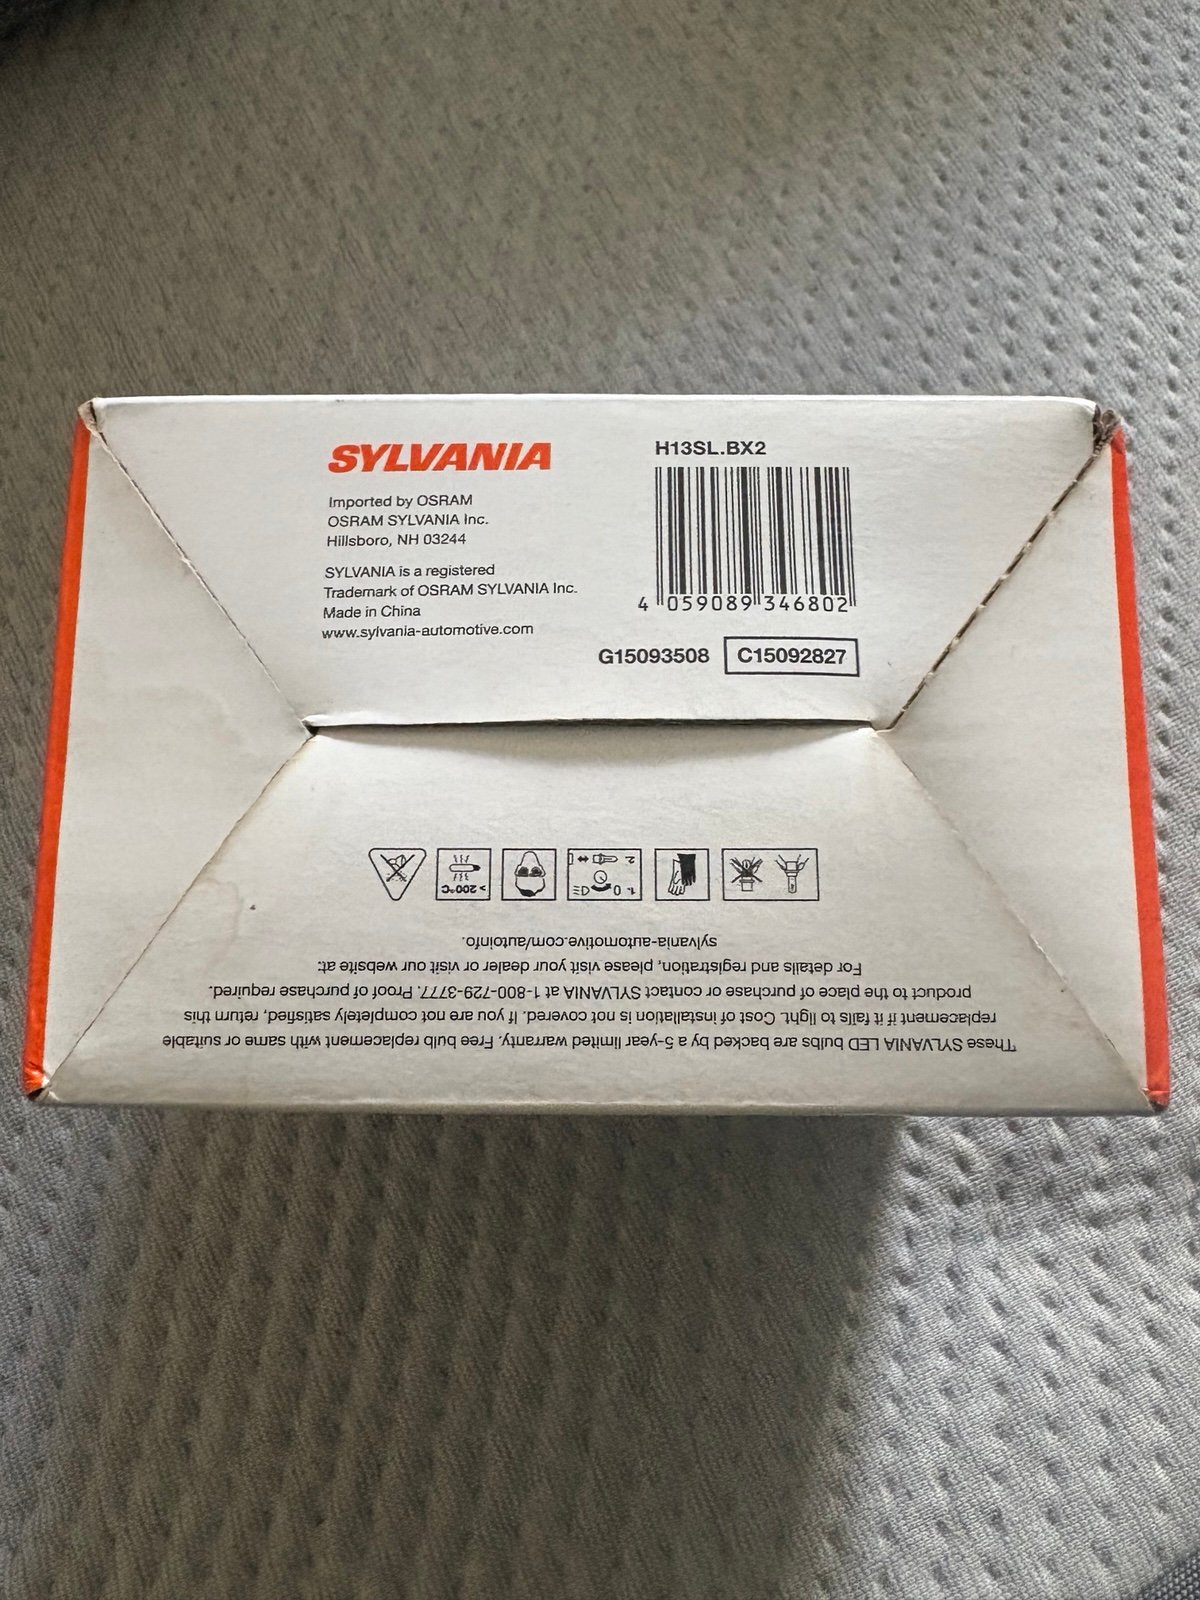 SYLVANIA
Imported by OSRAM
OSRAM SYLVANIA Inc.
Hillsboro, NH 03244
SYLVANIA is a registered
Trademark of OSRAM SYLVANIA Inc.
Made in China
www.sylvania-automotive.com
H13SL.BX2
4 059089 346802
G15093508 C15092827
These SYLVANIA LED bulbs are backed by a 5-year limited warranty. Free bulb replacement with same or suitable
replacement if it fails to light. Cost of installation is not covered. If you are not completely satisfied, return this
product to the place of purchase or contact SYLVANIA at 1-800-729-3777. Proof of purchase required.
For details and registration, please visit your dealer or visit our website at:
sylvania-automotive.com/autoinfo.
1. 0
2.
> 200°C